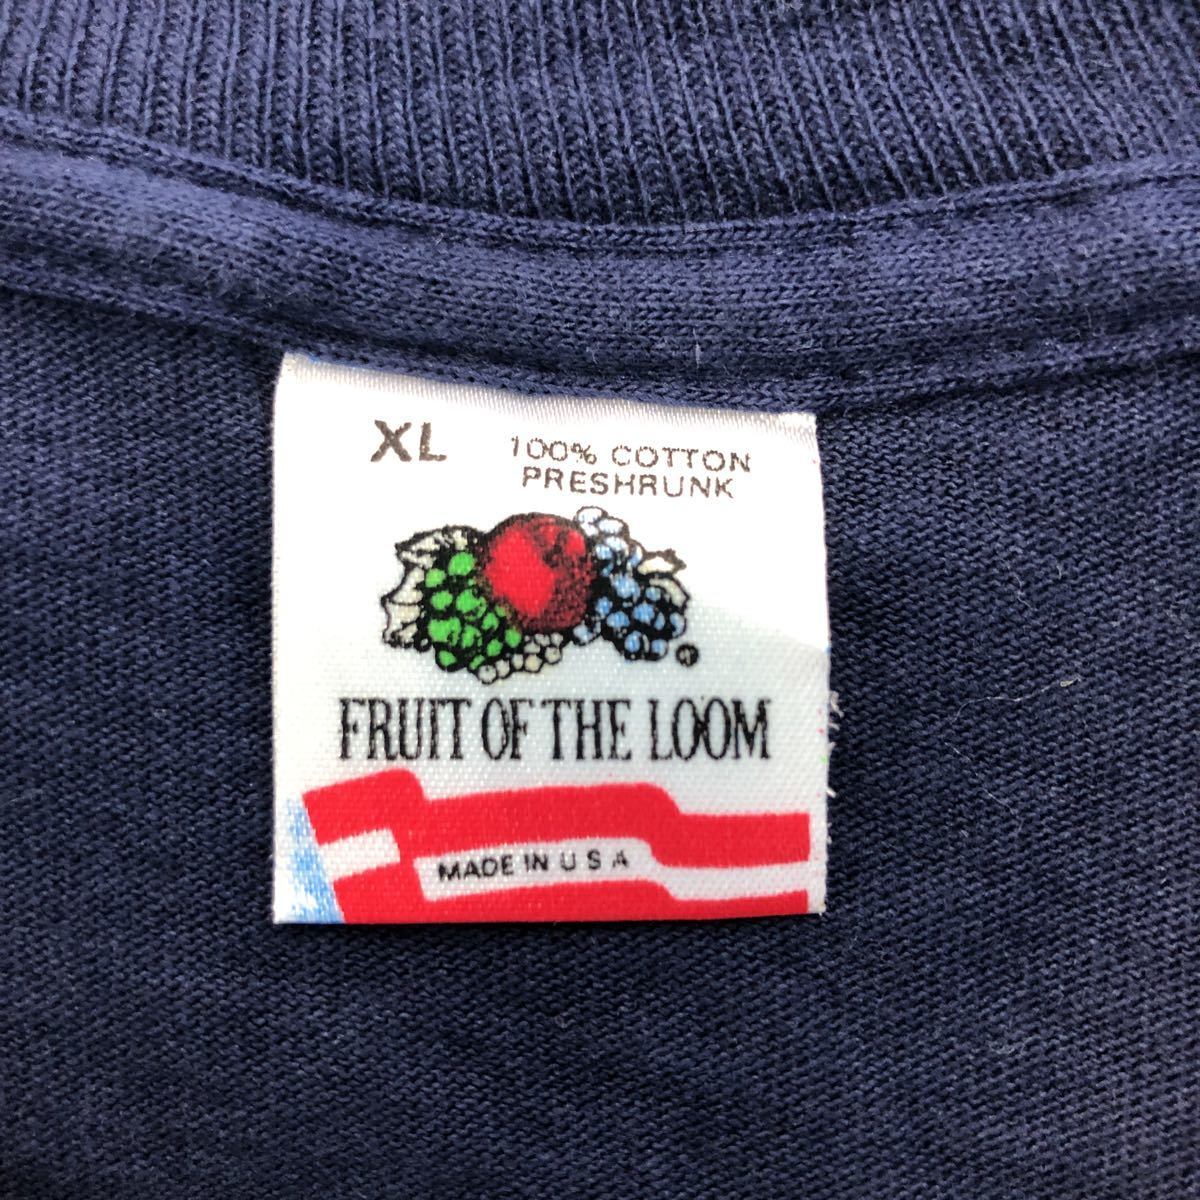 XL
100% COTTON
PRESHRUNK
®
FRUIT OF THE LOOM
MADE IN U S A